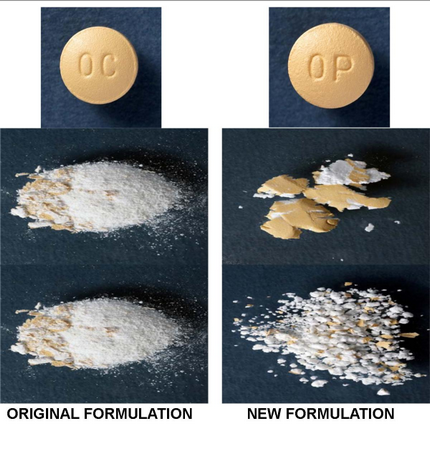 OC
OP
ORIGINAL FORMULATION
NEW FORMULATION